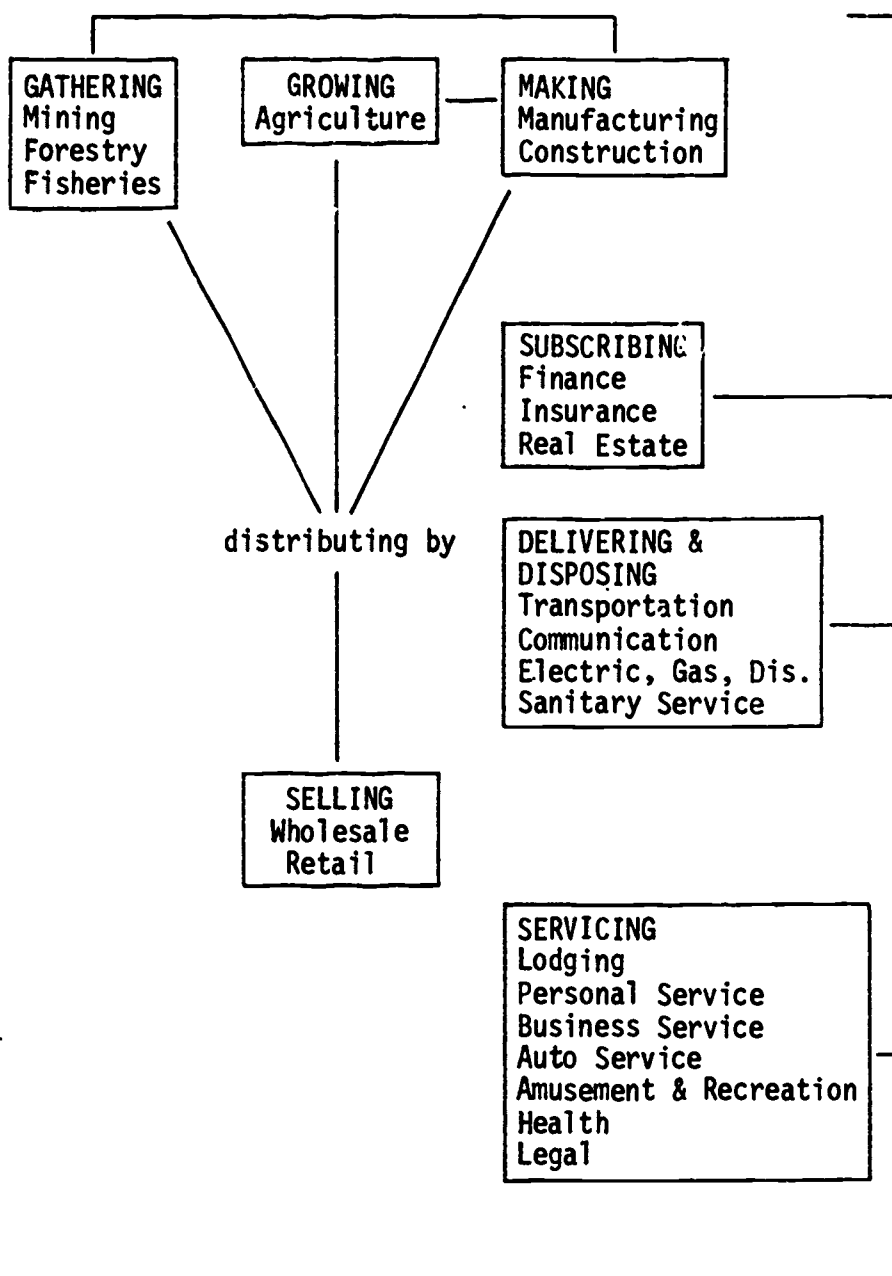 GATHERING
Mining
Forestry
Fisheries
GROWING
Agriculture
MAKING
Manufacturing
Construction
SUBSCRIBING
Finance
Insurance
Real Estate
distributing by
DELIVERING &
DISPOSING
Transportation
Communication
Electric, Gas, Dis.
Sanitary Service
SELLING
Wholesale
Retail
SERVICING
Lodging
Personal Service
Business Service
Auto Service
Amusement & Recreation
Health
Legal